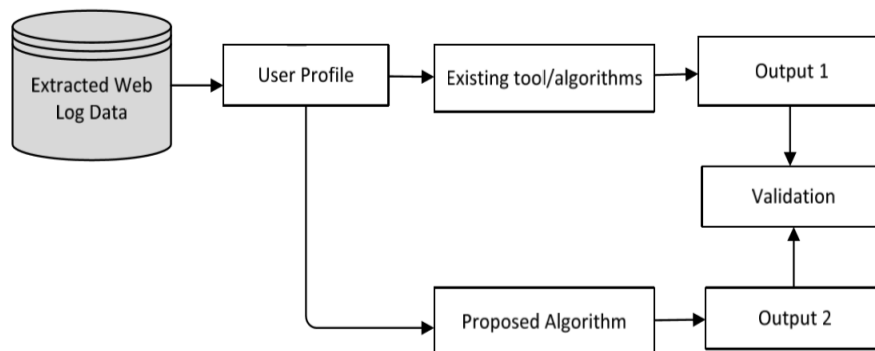 Extracted Web
Log Data
User Profile
Existing tool/algorithms
Output 1
Validation
Proposed Algorithm
Output 2